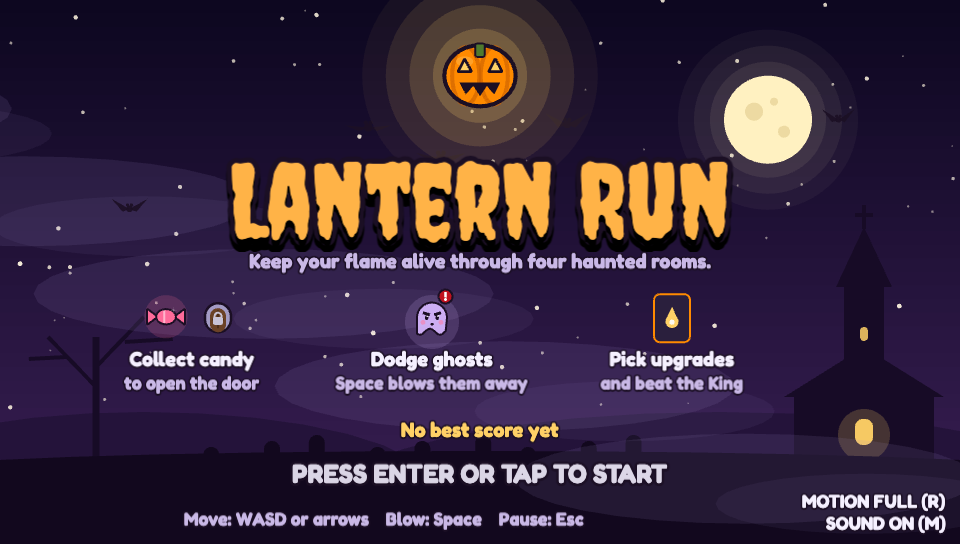 LANTERN RUN
Keep your flame alive through four haunted rooms.
Collect candy
to open the door
Dodge ghosts
Space blows them away
Pick upgrades
and beat the King
No best score yet
PRESS ENTER OR TAP TO START
Move: WASD or arrows Blow: Space Pause: Esc
MOTION FULL (R)
SOUND ON (M)